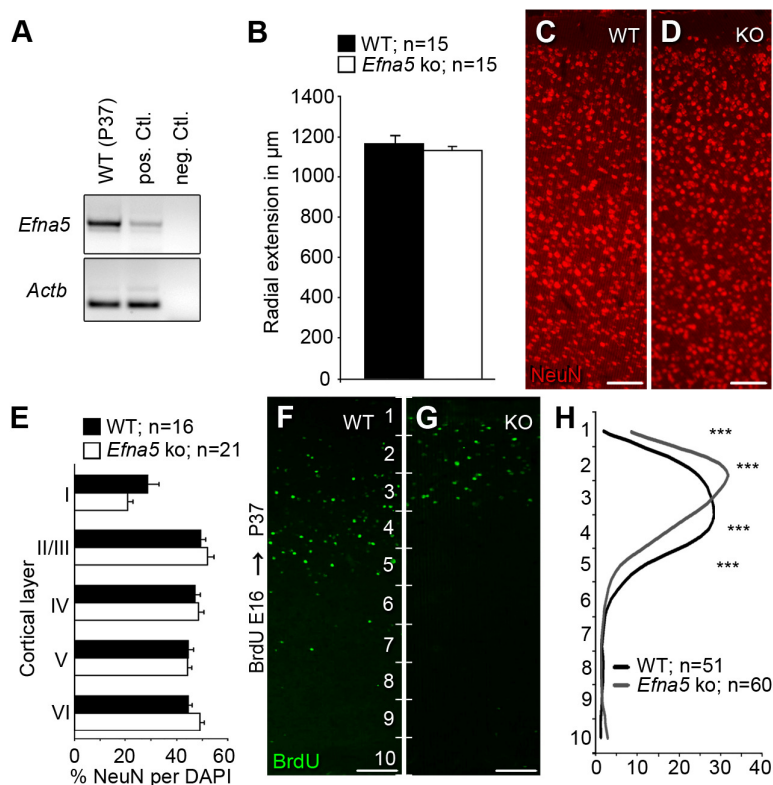 A
WT (P37)
pos. Ctl.
neg. Ctl.
Efna5
Actb
B
WT; n=15
Efna5 ko; n=15
Radial extension in µm
1400
1200
1000
800
600
400
200
0
C
WT
NeuN
D
KO
E
WT; n=16
Efna5 ko; n=21
Cortical layer
I
II/III
IV
V
VI
0 20 40 60
% NeuN per DAPI
F
WT
BrdU E16 → P37
BrdU
G
KO
1
2
3
4
5
6
7
8
9
10
H
1
2
3
4
5
6
7
8
9
10
***
***
***
***
WT; n=51
Efna5 ko; n=60
0 10 20 30 40